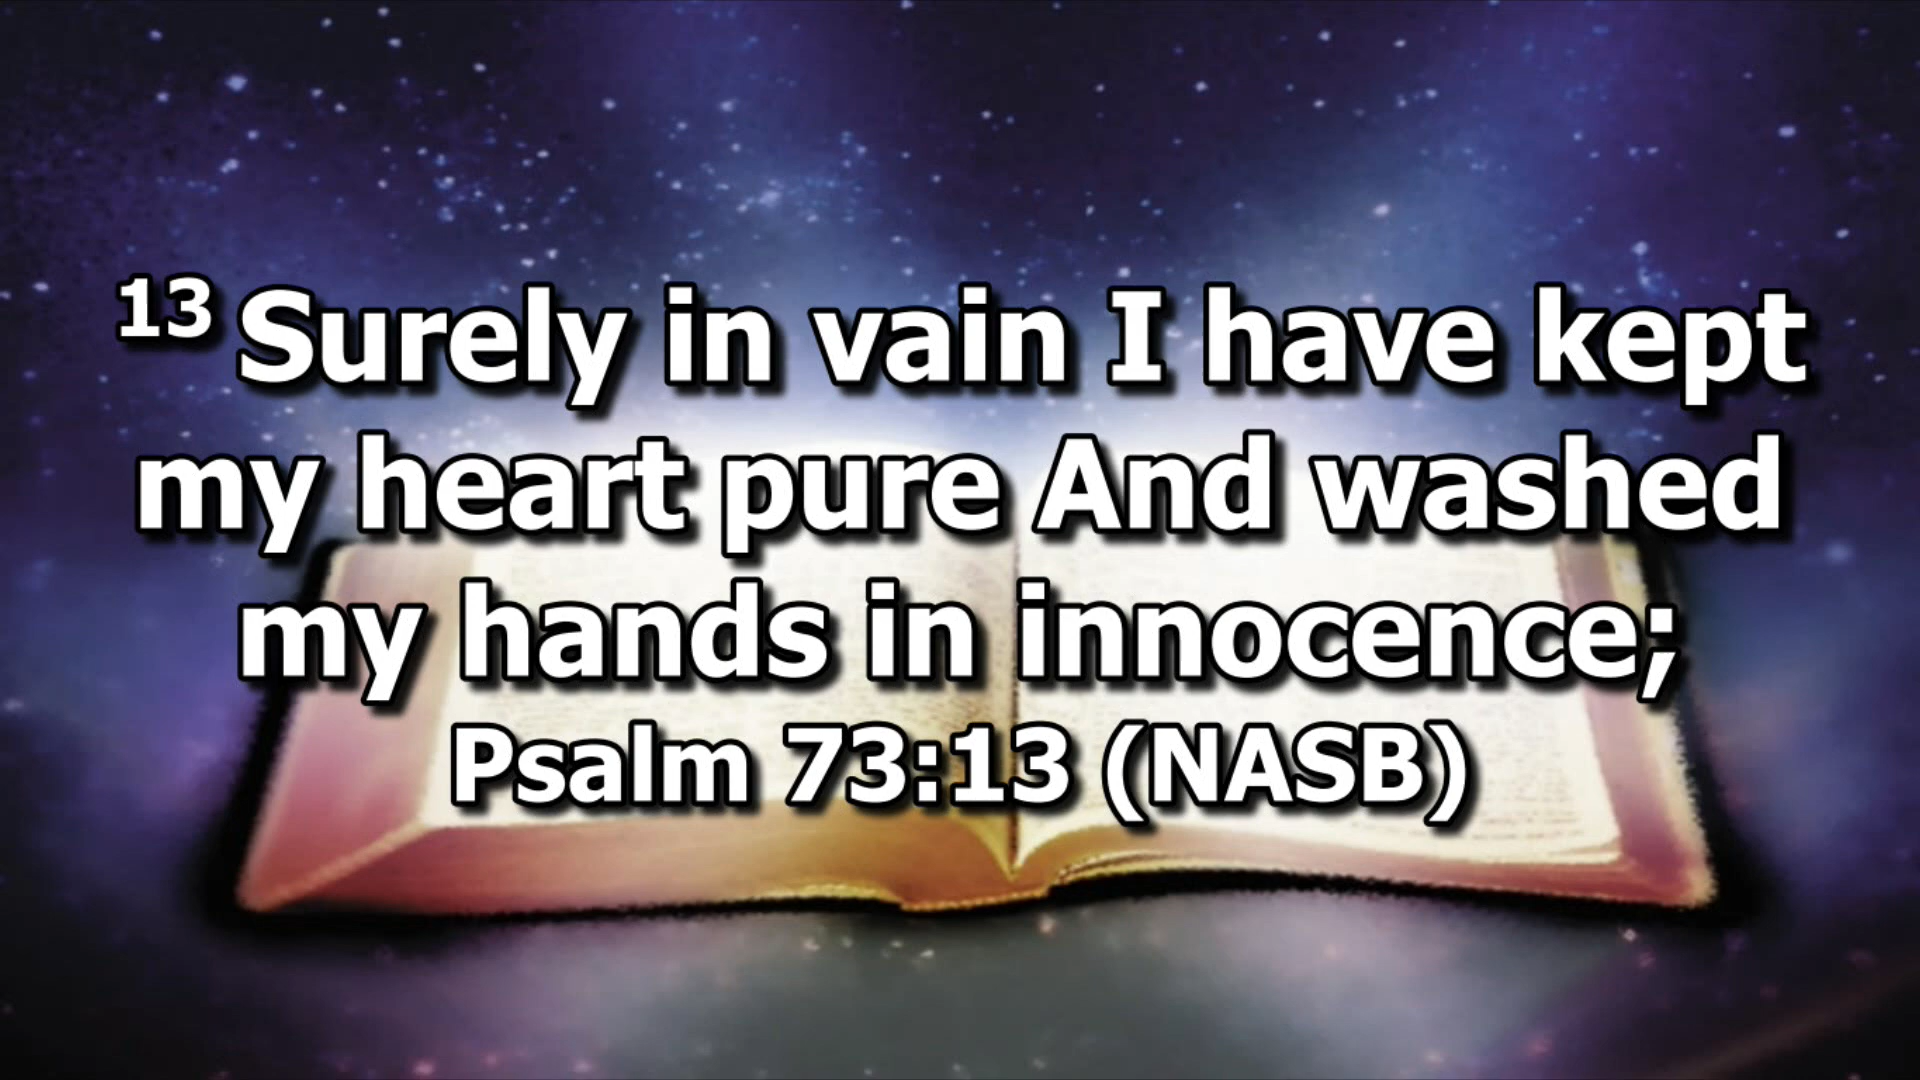 13 Surely in vain I have kept
my heart pure And washed
my hands in innocence;
Psalm 73:13 (NASB)